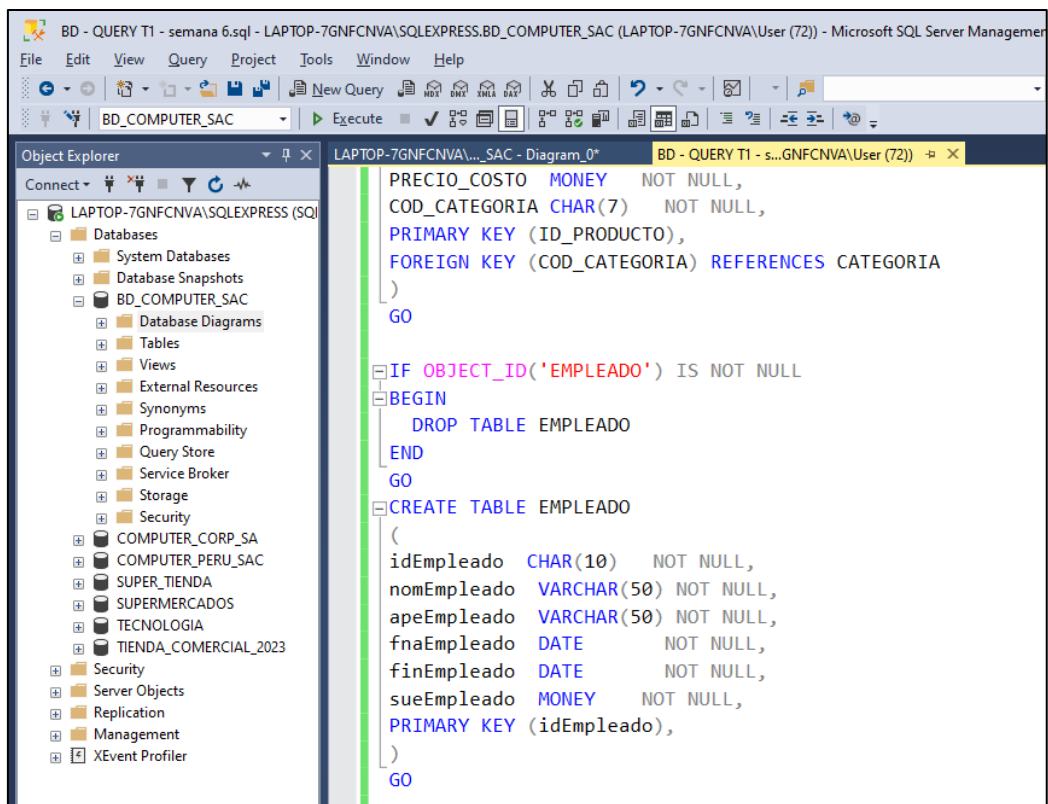 BD - QUERY T1 - semana 6.sql - LAPTOP-7GNFCNVA\SQLEXPRESS.BD_COMPUTER_SAC (LAPTOP-7GNFCNVA\User (72)) - Microsoft SQL Server Managemer
File Edit View Query Project Tools Window Help
New Query MDX DMX XMLA DAX
BD_COMPUTER_SAC Execute
Object Explorer
Connect
LAPTOP-7GNFCNVA\SQLEXPRESS (SQl
Databases
System Databases
Database Snapshots
BD_COMPUTER_SAC
Database Diagrams
Tables
Views
External Resources
Synonyms
Programmability
Query Store
Service Broker
Storage
Security
COMPUTER_CORP_SA
COMPUTER_PERU_SAC
SUPER_TIENDA
SUPERMERCADOS
TECNOLOGIA
TIENDA_COMERCIAL_2023
Security
Server Objects
Replication
Management
XEvent Profiler
LAPTOP-7GNFCNVA\..._SAC - Diagram_0* BD - QUERY T1 - s...GNFCNVA\User (72))
PRECIO_COSTO MONEY NOT NULL,
COD_CATEGORIA CHAR(7) NOT NULL,
PRIMARY KEY (ID_PRODUCTO),
FOREIGN KEY (COD_CATEGORIA) REFERENCES CATEGORIA
)
GO
IF OBJECT_ID('EMPLEADO') IS NOT NULL
BEGIN
DROP TABLE EMPLEADO
END
GO
CREATE TABLE EMPLEADO
(
idEmpleado CHAR(10) NOT NULL,
nomEmpleado VARCHAR(50) NOT NULL,
apeEmpleado VARCHAR(50) NOT NULL,
fnaEmpleado DATE NOT NULL,
finEmpleado DATE NOT NULL,
sueEmpleado MONEY NOT NULL,
PRIMARY KEY (idEmpleado),
)
GO